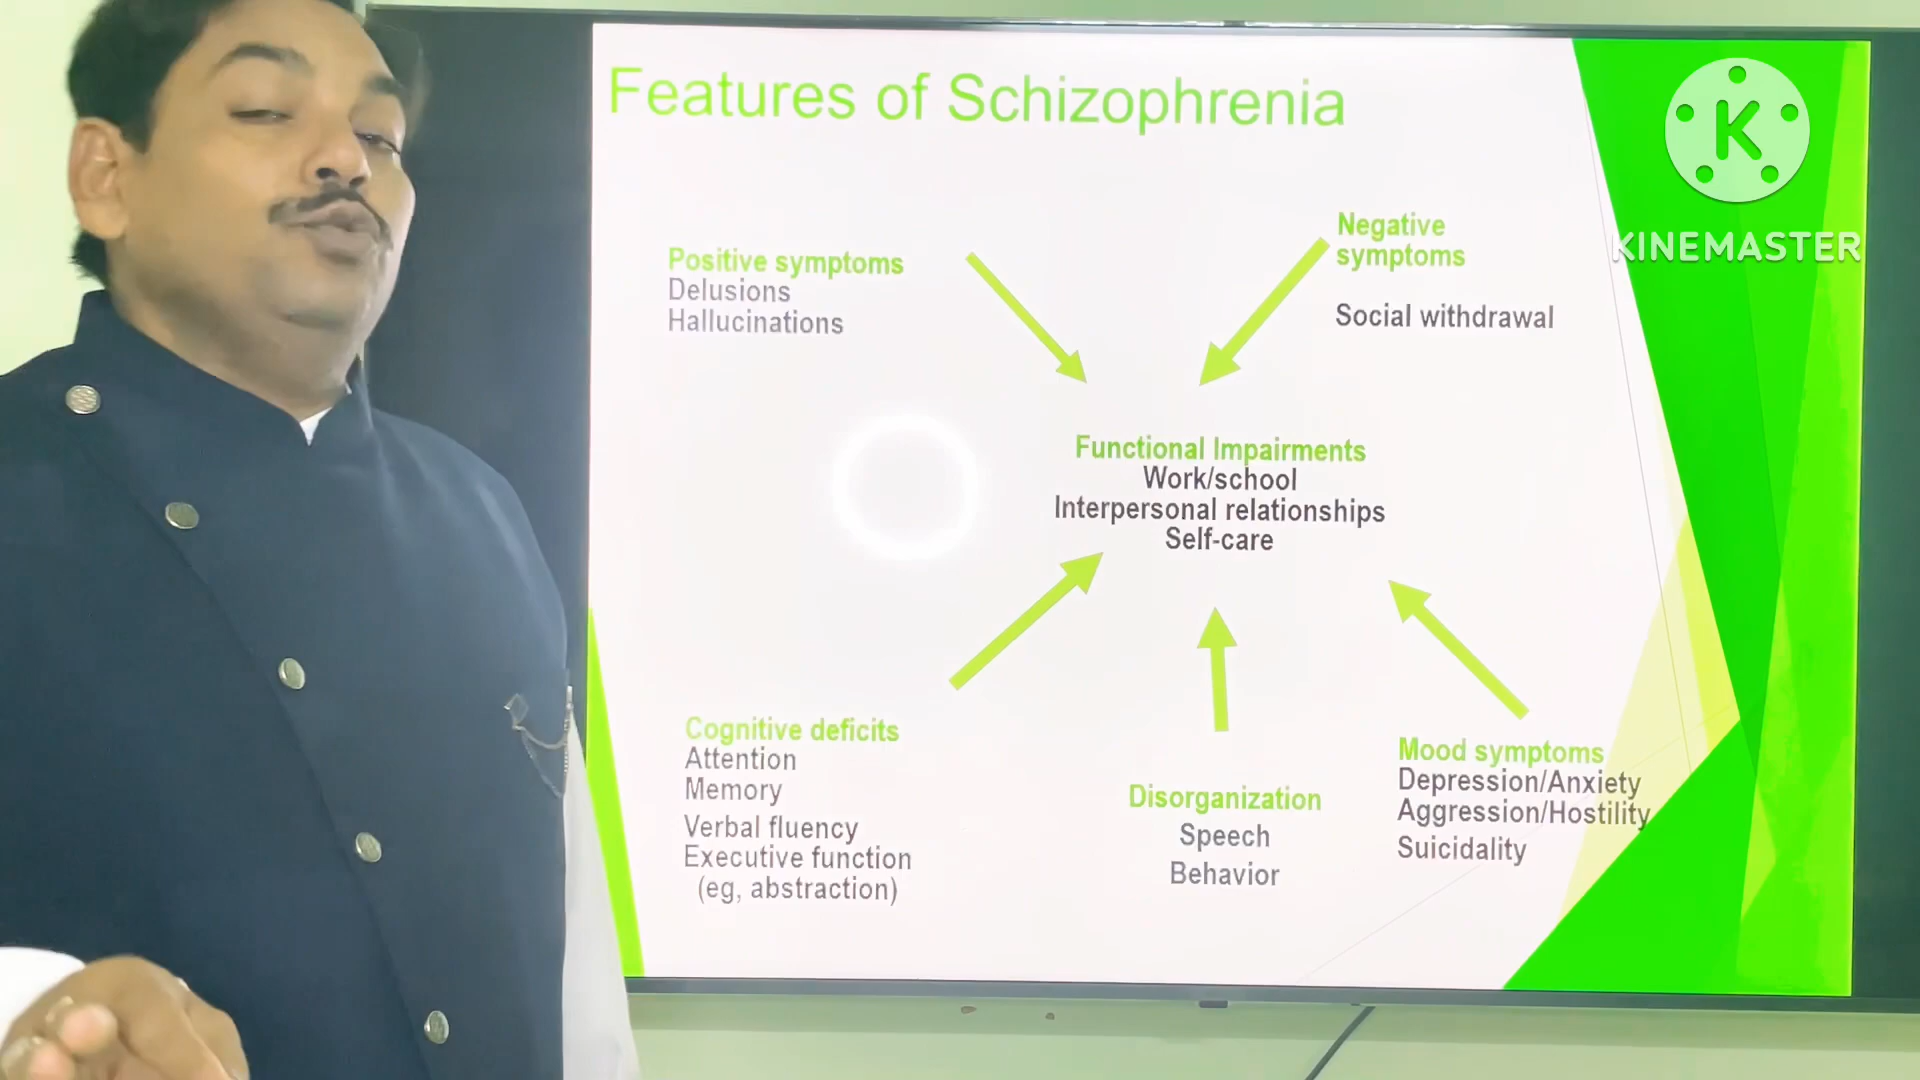 Features of Schizophrenia
K
KINEMASTER
Positive symptoms
Delusions
Hallucinations
Negative
symptoms
Social withdrawal
Functional Impairments
Work/school
Interpersonal relationships
Self-care
Cognitive deficits
Attention
Memory
Verbal fluency
Executive function
(eg, abstraction)
Disorganization
Speech
Behavior
Mood symptoms
Depression/Anxiety
Aggression/Hostility
Suicidality